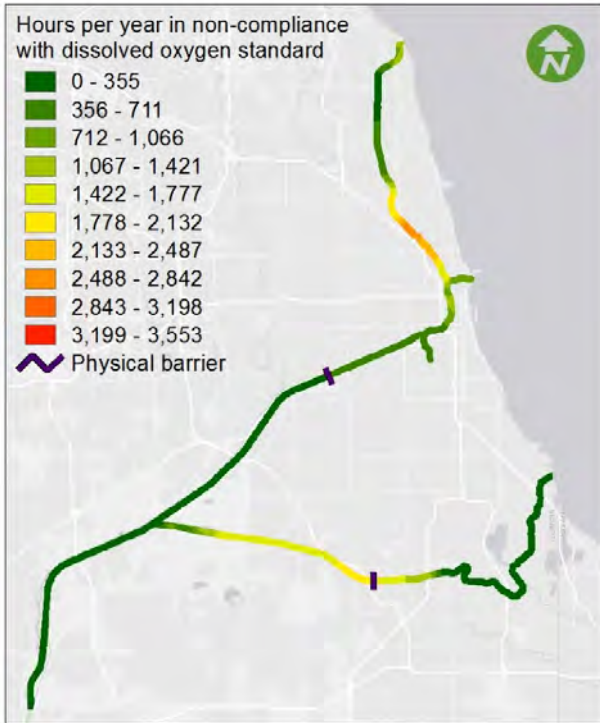 Hours per year in non-compliance
with dissolved oxygen standard
0 - 355
356 - 711
712 - 1,066
1,067 - 1,421
1,422 - 1,777
1,778 - 2,132
2,133 - 2,487
2,488 - 2,842
2,843 - 3,198
3,199 - 3,553
Physical barrier
N